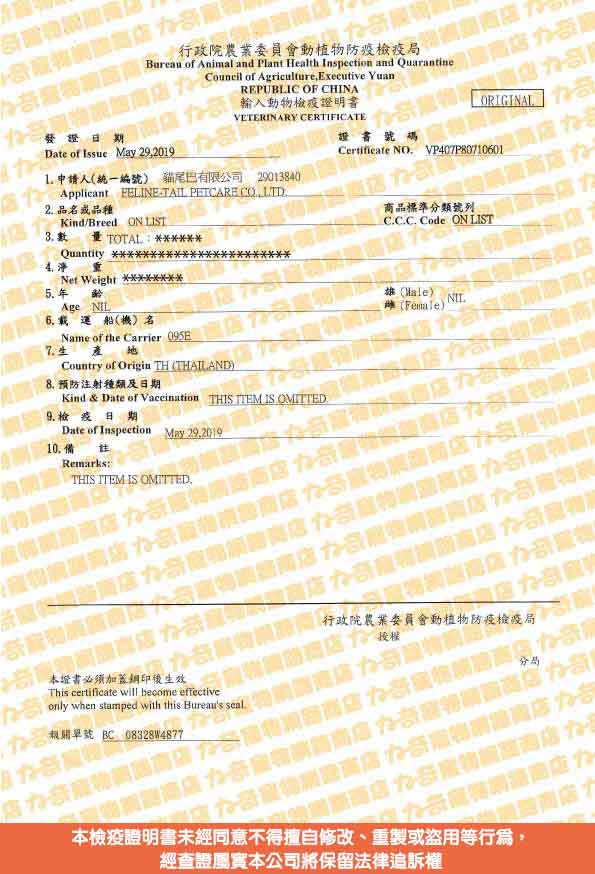 行政院農業委員會動植物防疫檢疫局
Bureau of Animal and Plant Health Inspection and Quarantine
Council of Agriculture,Executive Yuan
REPUBLIC OF CHINA
輸入動物檢疫證明書
ORIGINAL
VETERINARY CERTIFICATE
發證日期
證書號碼
Date of Issue May 29,2019
Certificate NO. VP407P80710601
1.申請人(統一編號) 貓尾巴有限公司 29013840
Applicant FELINE-TAIL PETCARE CO., LTD.
2.品名或品種
商品標準分類號列
Kind/Breed ON LIST
C.C.C. Code ON LIST
3.數 量 TOTAL：******
Quantity ***********************
4.淨 重
Net Weight ********
5.年 齡
雄 (Male)
Age NIL
雌 (Female) NIL
6.載運船(機)名
Name of the Carrier 095E
7.生產地
Country of Origin TH (THAILAND)
8.預防注射種類及日期
Kind & Date of Vaccination THIS ITEM IS OMITTED.
9.檢疫日期
Date of Inspection May 29,2019
10.備 註
Remarks:
THIS ITEM IS OMITTED.
行政院農業委員會動植物防疫檢疫局
授權
分局
本證書必須加蓋鋼印後生效
This certificate will become effective
only when stamped with this Bureau's seal.
報關單號 BC 08328W4877
本檢疫證明書未經同意不得擅自修改、重製或盜用等行為，
經查證屬實本公司將保留法律追訴權